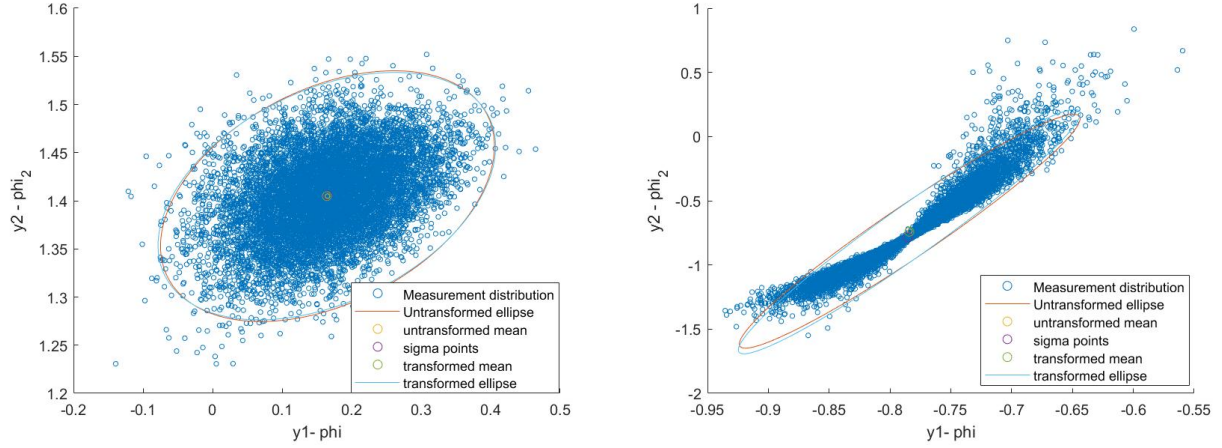 1.6
1.5
1.4
1.3
1.2
1.55
1.45
1.35
1.25
y2 - phi2
-0.2
-0.1
0
0.1
0.2
0.3
0.4
0.5
y1- phi
Measurement distribution
Untransformed ellipse
untransformed mean
sigma points
transformed mean
transformed ellipse
1
0.5
0
-0.5
-1
-1.5
-2
y2 - phi2
-0.95
-0.9
-0.85
-0.8
-0.75
-0.7
-0.65
-0.6
-0.55
y1- phi
Measurement distribution
Untransformed ellipse
untransformed mean
sigma points
transformed mean
transformed ellipse